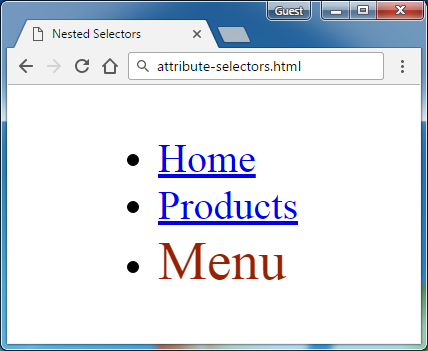 Guest
Nested Selectors
attribute-selectors.html
Home
Products
Menu